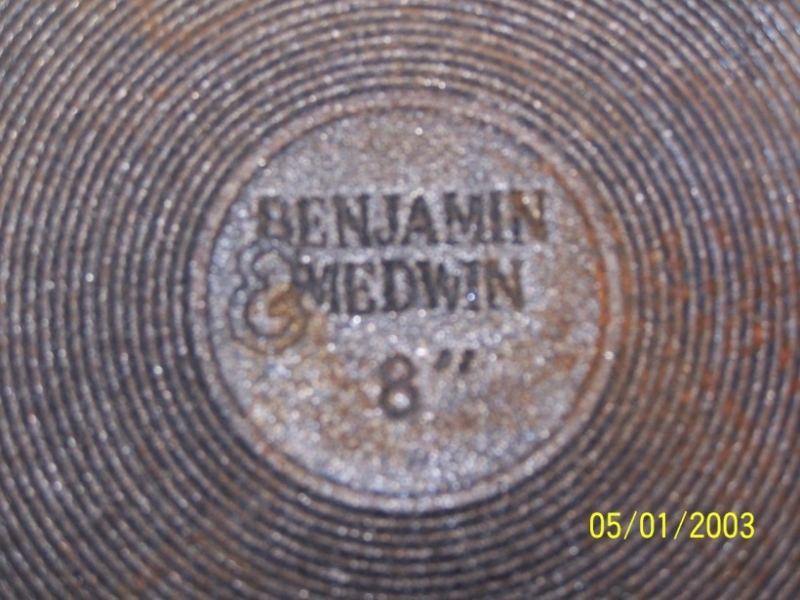 BENJAMIN
& MEDWIN
8"
05/01/2003